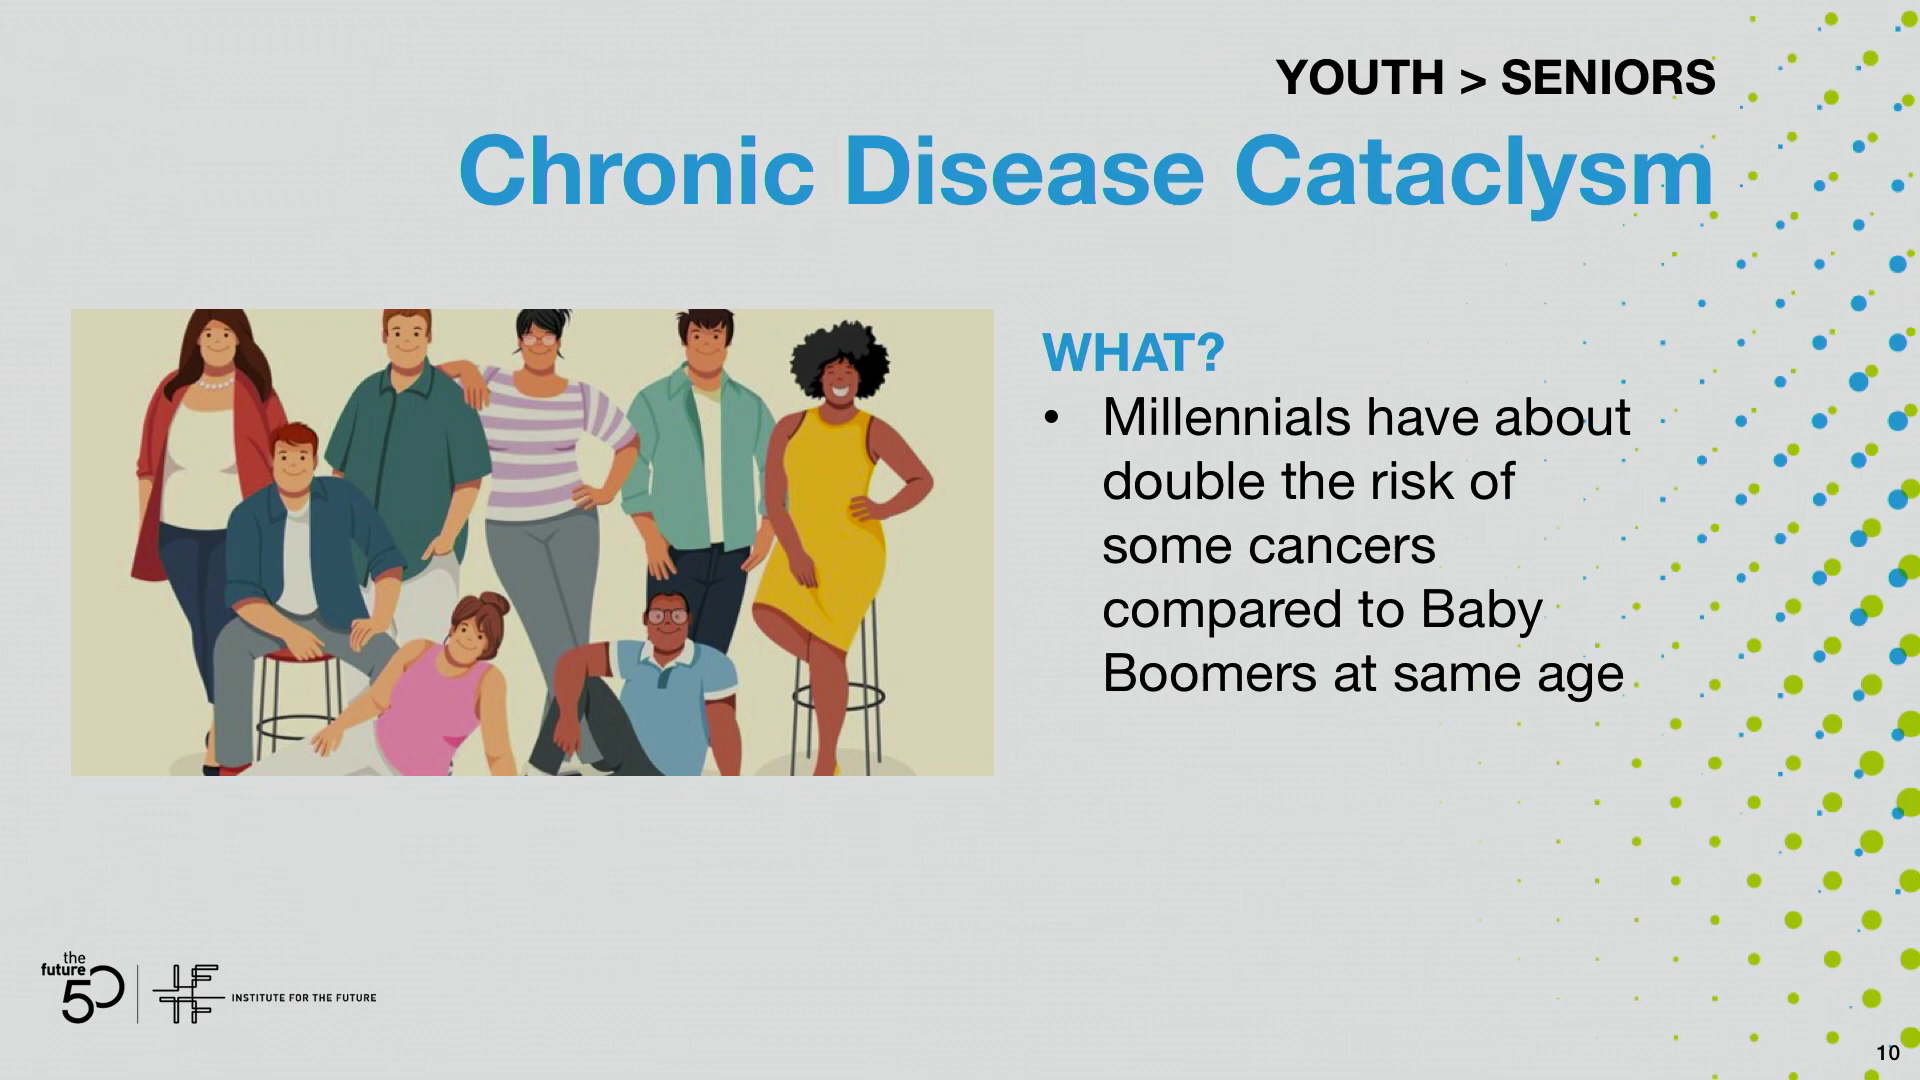 YOUTH > SENIORS
Chronic Disease Cataclysm
WHAT?
• Millennials have about
double the risk of
some cancers
compared to Baby
Boomers at same age
the
future
50
INSTITUTE FOR THE FUTURE
10